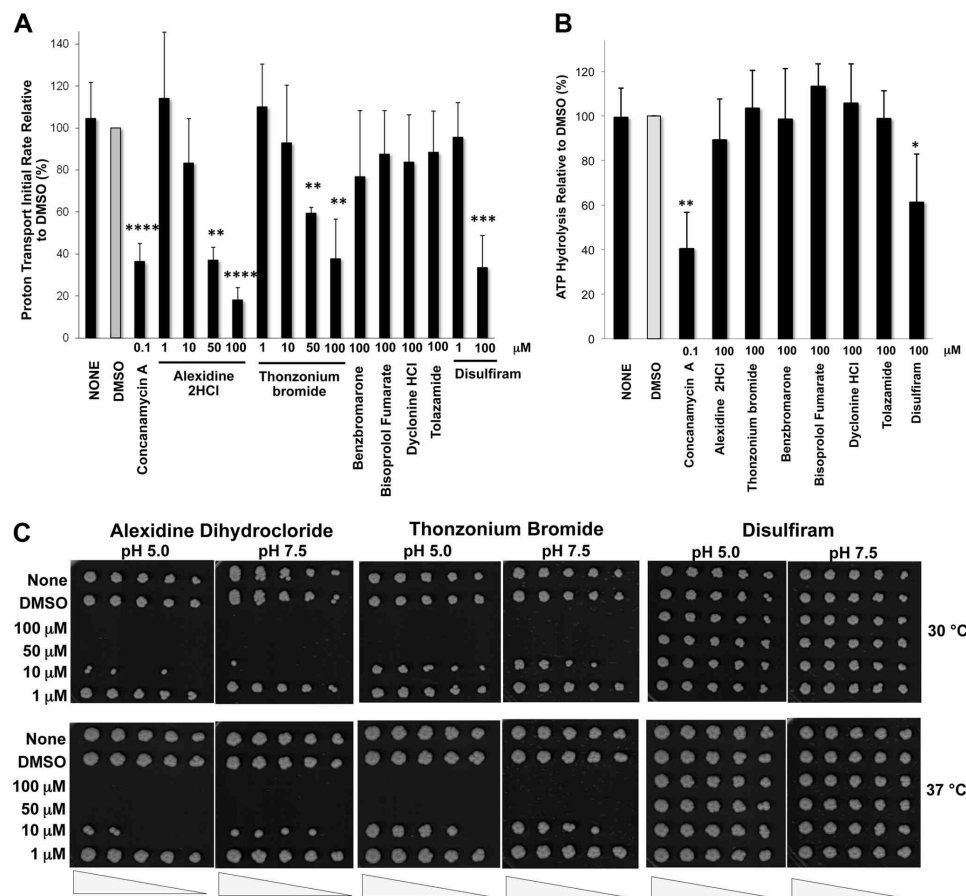 A
Proton Transport Initial Rate Relative
to DMSO (%)
140
120
100
80
60
40
20
0
****
**
****
**
**
***
0.1 1 10 50 100 1 10 50 100 100 100 100 100 1 100 μM
NONE
DMSO
Concanamycin A
Alexidine
2HCl
Thonzonium
bromide
Benzbromarone
Bisoprolol Fumarate
Dyclonine HCl
Tolazamide
Disulfiram
B
ATP Hydrolysis Relative to DMSO (%)
140
120
100
80
60
40
20
0
**
*
0.1 100 100 100 100 100 100 100 μM
NONE
DMSO
Concanamycin A
Alexidine 2HCl
Thonzonium bromide
Benzbromarone
Bisoprolol Fumarate
Dyclonine HCl
Tolazamide
Disulfiram
C
Alexidine Dihydrocloride Thonzonium Bromide Disulfiram
pH 5.0 pH 7.5 pH 5.0 pH 7.5 pH 5.0 pH 7.5
None
DMSO
100 μM
50 μM
10 μM
1 μM
30 °C
None
DMSO
100 μM
50 μM
10 μM
1 μM
37 °C